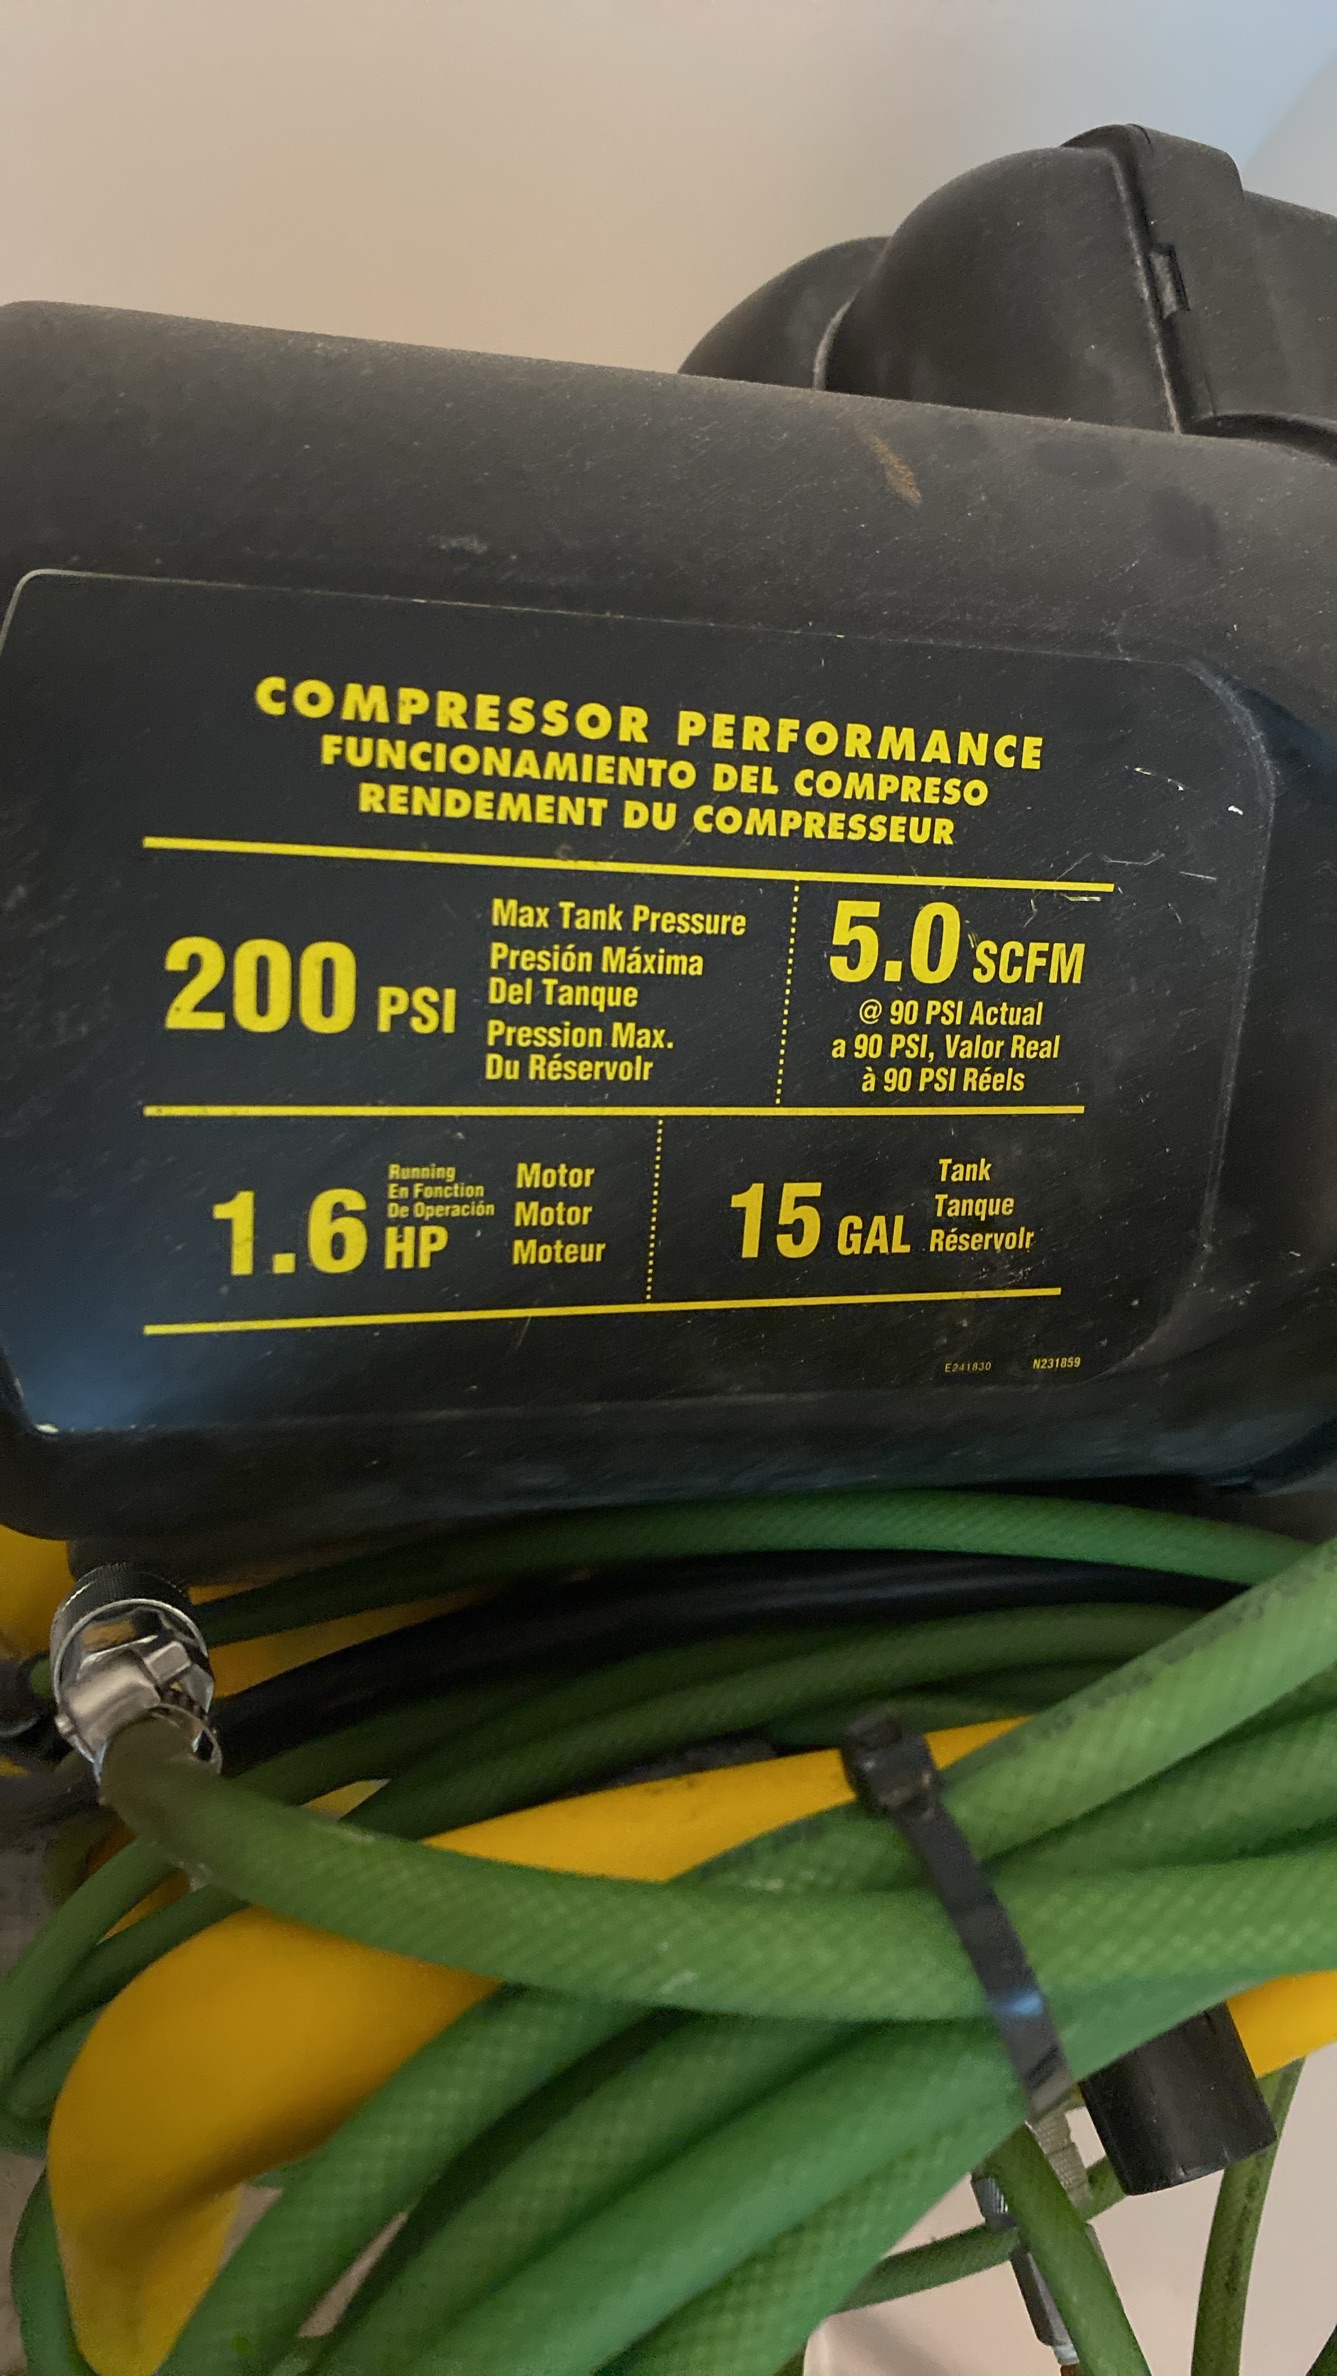 COMPRESSOR PERFORMANCE
FUNCIONAMIENTO DEL COMPRESO
RENDEMENT DU COMPRESSEUR
200 PSI
Max Tank Pressure
Presión Máxima
Del Tanque
Pression Max.
Du Réservoir
5.0 SCFM
@ 90 PSI Actual
a 90 PSI, Valor Real
à 90 PSI Réels
1.6 HP
Running
En Fonction
De Operación
Motor
Motor
Moteur
15 GAL
Tank
Tanque
Réservoir
E241830 N231859